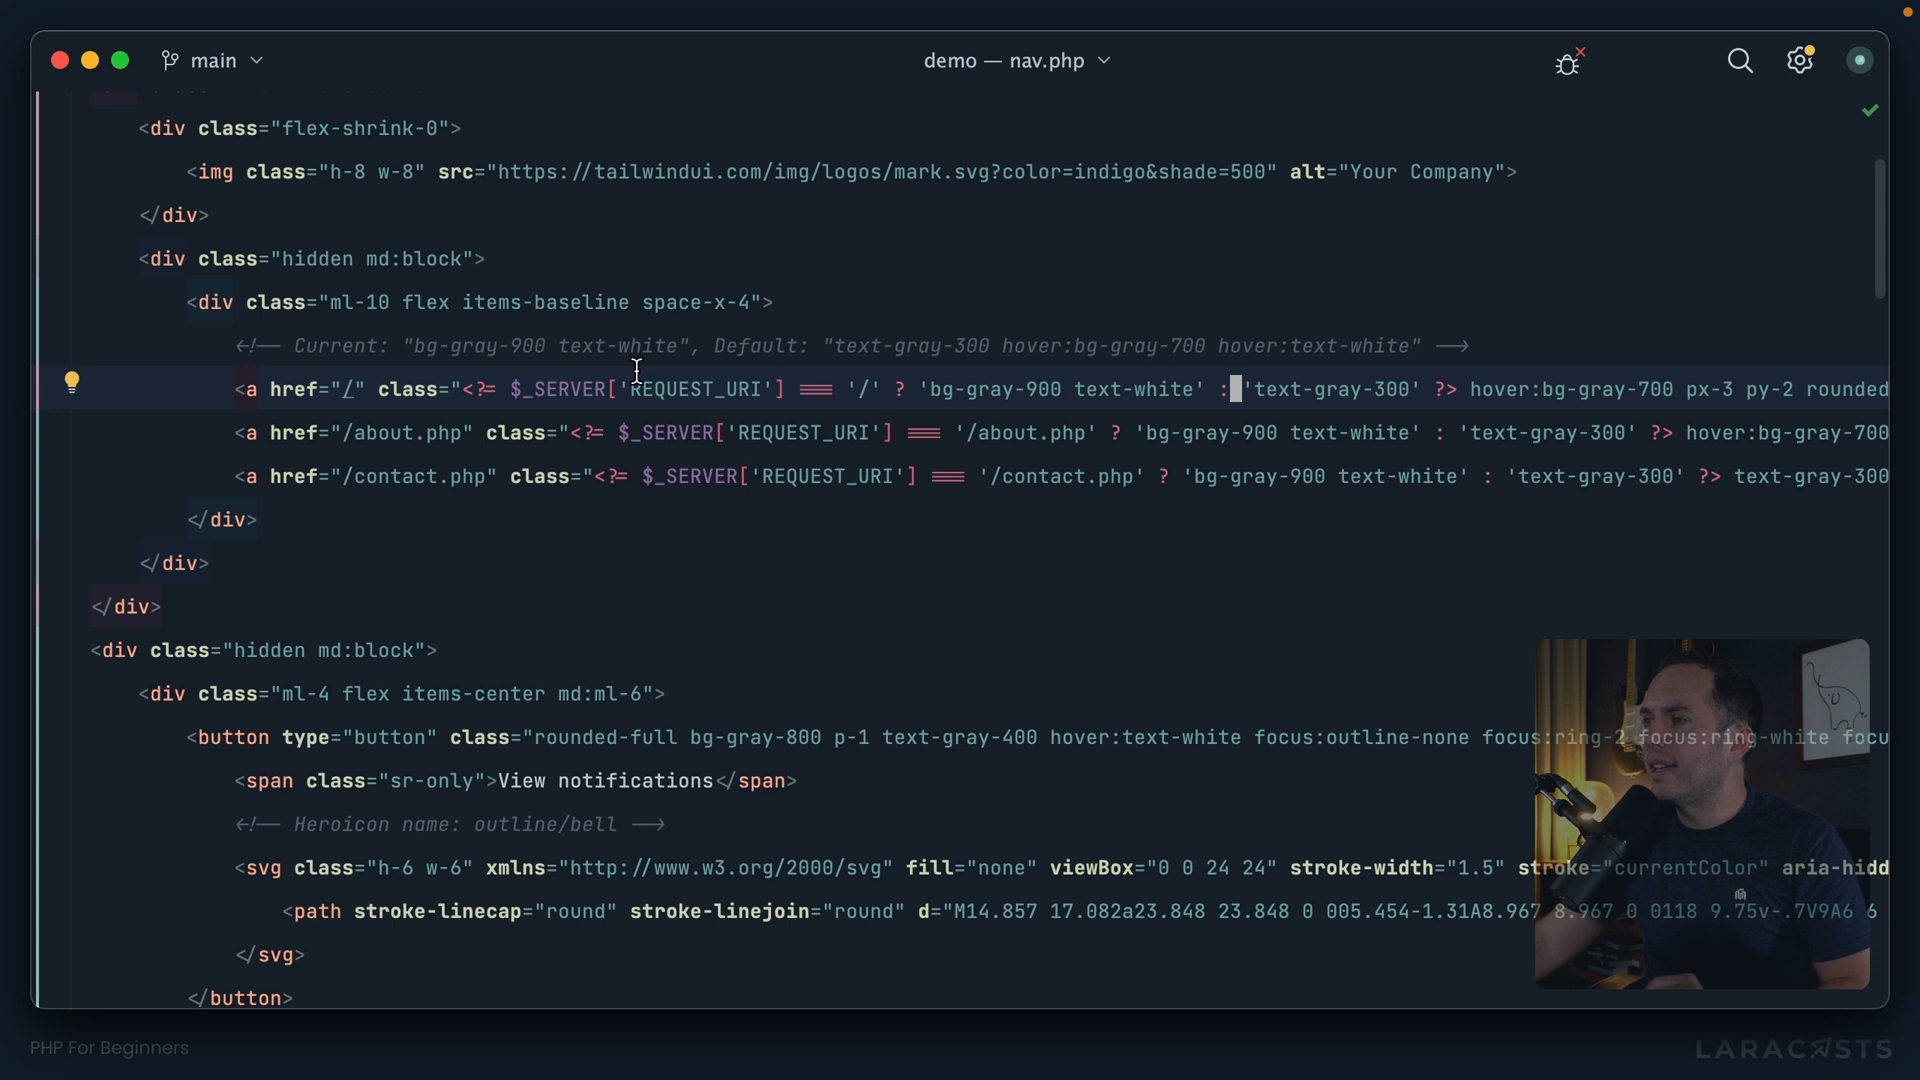 main
demo — nav.php
<div class="flex-shrink-0">
<img class="h-8 w-8" src="https://tailwindui.com/img/logos/mark.svg?color=indigo&shade=500" alt="Your Company">
</div>
<div class="hidden md:block">
<div class="ml-10 flex items-baseline space-x-4">
<!-- Current: "bg-gray-900 text-white", Default: "text-gray-300 hover:bg-gray-700 hover:text-white" -->
<a href="/" class="<?= $_SERVER['REQUEST_URI'] === '/' ? 'bg-gray-900 text-white' : 'text-gray-300' ?> hover:bg-gray-700 px-3 py-2 rounded
<a href="/about.php" class="<?= $_SERVER['REQUEST_URI'] === '/about.php' ? 'bg-gray-900 text-white' : 'text-gray-300' ?> hover:bg-gray-700
<a href="/contact.php" class="<?= $_SERVER['REQUEST_URI'] === '/contact.php' ? 'bg-gray-900 text-white' : 'text-gray-300' ?> text-gray-300
</div>
</div>
</div>
<div class="hidden md:block">
<div class="ml-4 flex items-center md:ml-6">
<button type="button" class="rounded-full bg-gray-800 p-1 text-gray-400 hover:text-white focus:outline-none focus:ring-2 focus:ring-white focu
<span class="sr-only">View notifications</span>
<!-- Heroicon name: outline/bell -->
<svg class="h-6 w-6" xmlns="http://www.w3.org/2000/svg" fill="none" viewBox="0 0 24 24" stroke-width="1.5" stroke="currentColor" aria-hidd
<path stroke-linecap="round" stroke-linejoin="round" d="M14.857 17.082a23.848 23.848 0 005.454-1.31A8.967 8.967 0 0118 9.75v-.7V9A6 6
</svg>
</button>
PHP For Beginners
LARACASTS